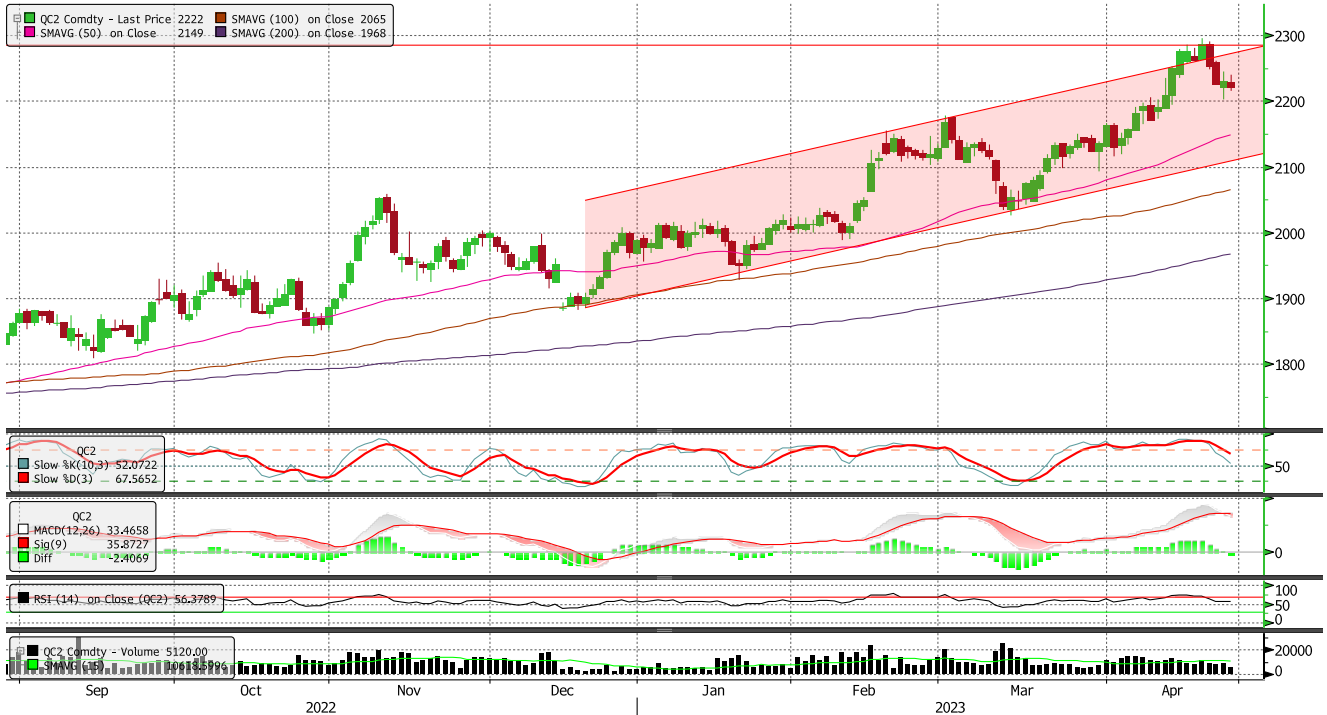 QC2 Comdty - Last Price 2222 SMAVG (100) on Close 2065
SMAVG (50) on Close 2149 SMAVG (200) on Close 1968
2300
2200
2100
2000
1900
1800
QC2
Slow %K(10,3) 52.0722
Slow %D(3) 67.5652
50
QC2
MACD(12,26) 33.4658
Sig(9) 35.8727
Diff -2.4069
0
RSI (14) on Close (QC2) 56.3789
100
50
0
QC2 Comdty - Volume 5120.00
SMAVG (15) 10618.5996
20000
0
Sep Oct Nov Dec Jan Feb Mar Apr
2022 2023